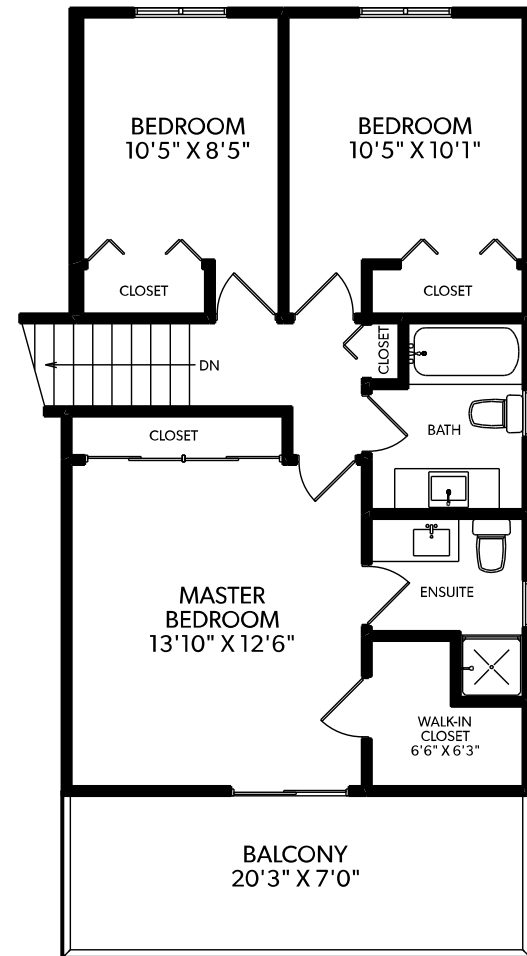 BEDROOM
10'5" X 8'5"
BEDROOM
10'5" X 10'1"
CLOSET
CLOSET
CLOSET
DN
BATH
CLOSET
ENSUITE
MASTER
BEDROOM
13'10" X 12'6"
WALK-IN
CLOSET
6'6" X 6'3"
BALCONY
20'3" X 7'0"